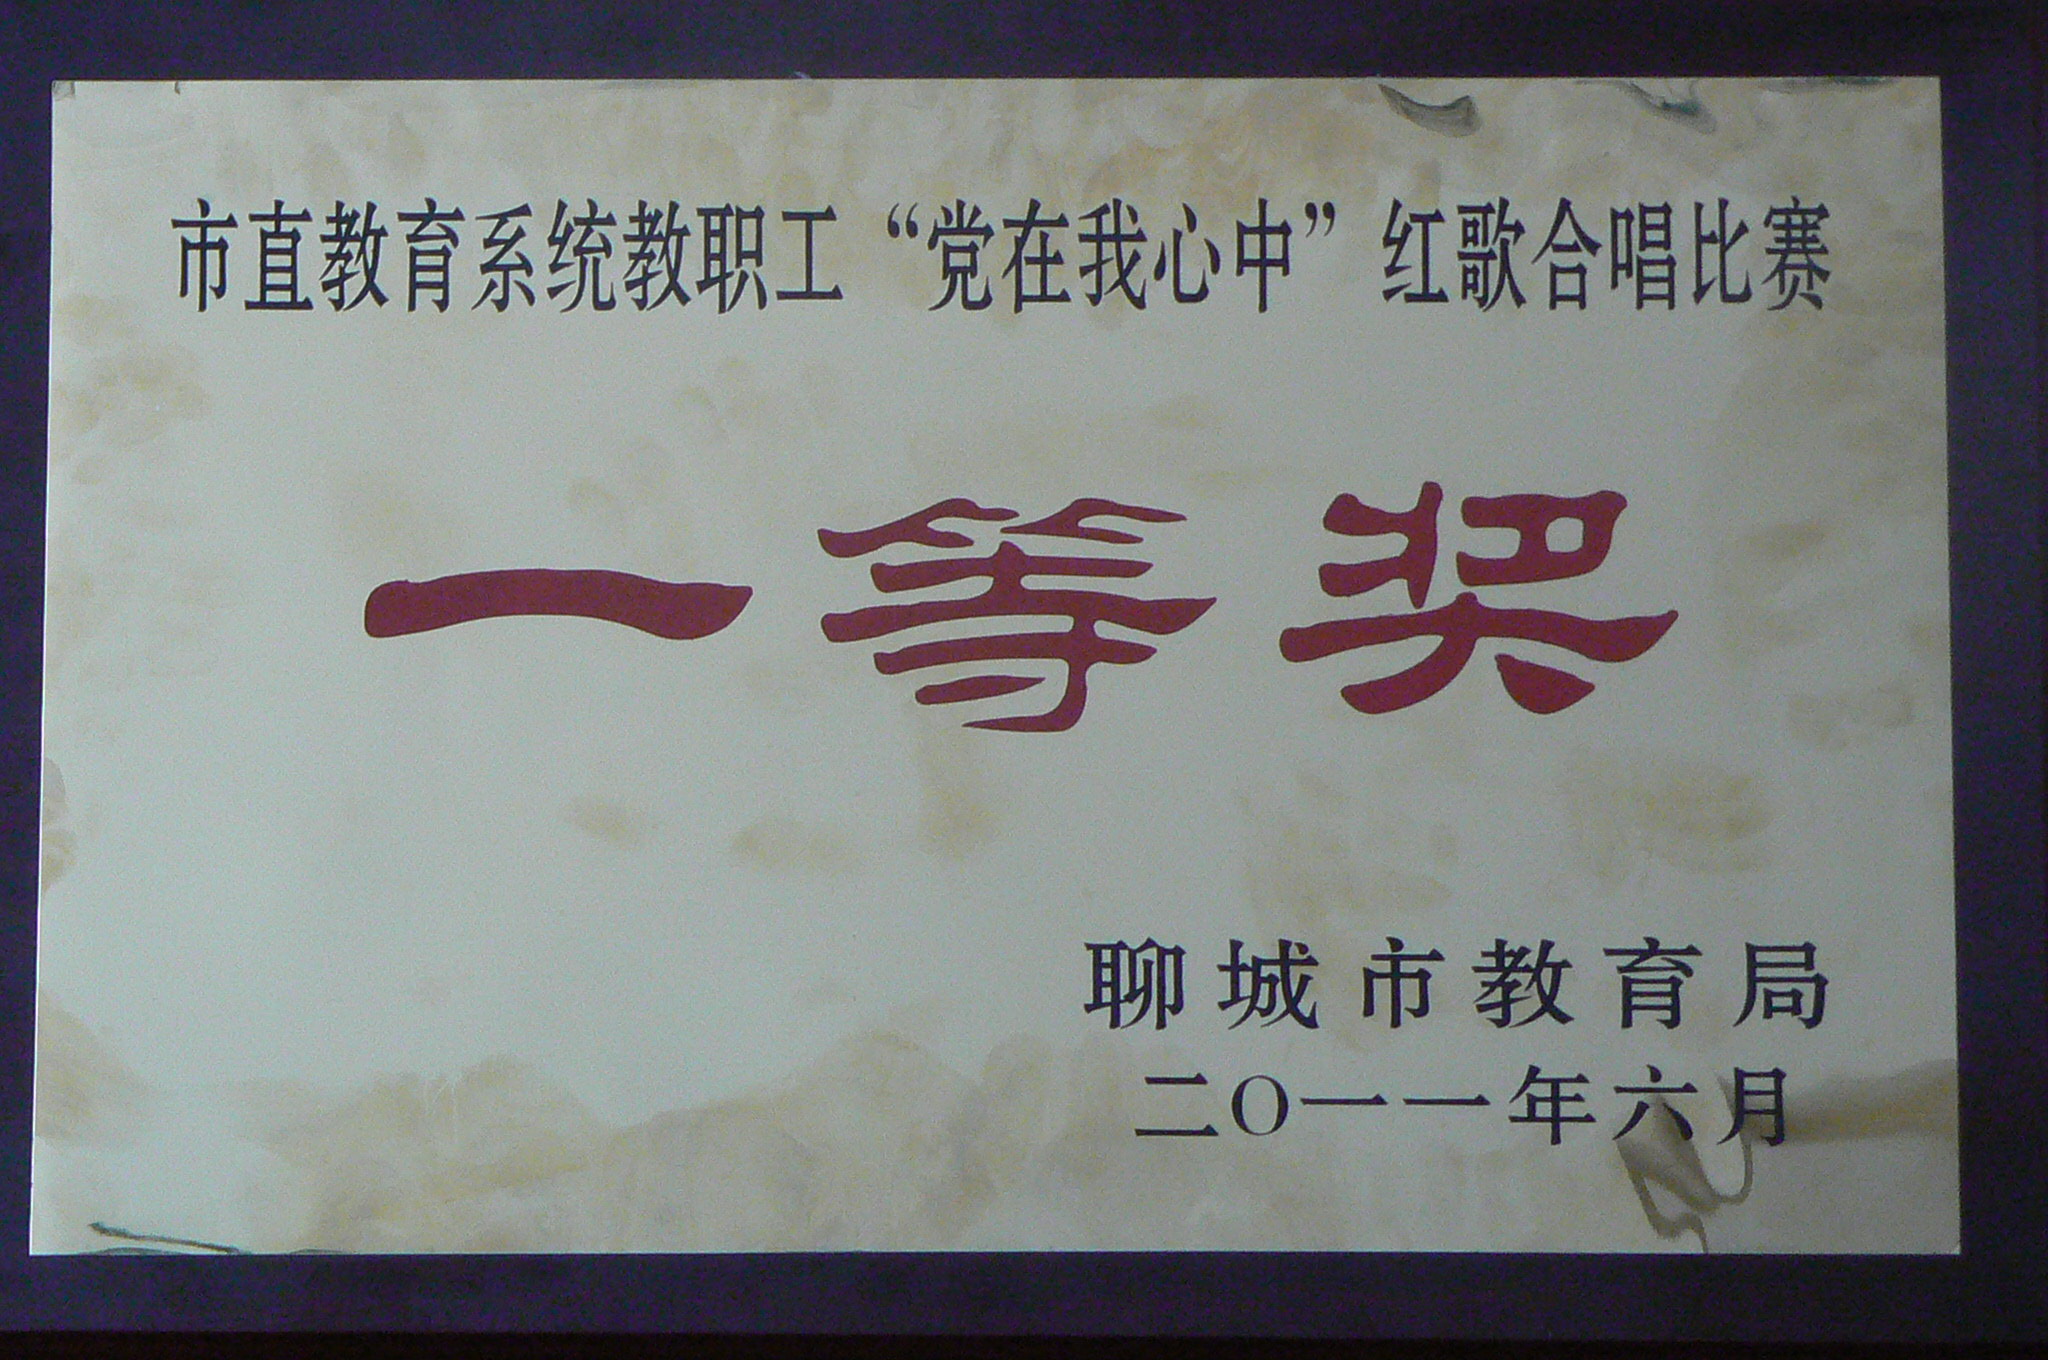 市直教育系统教职工“党在我心中”红歌合唱比赛
一等奖
聊城市教育局
二〇一一年六月